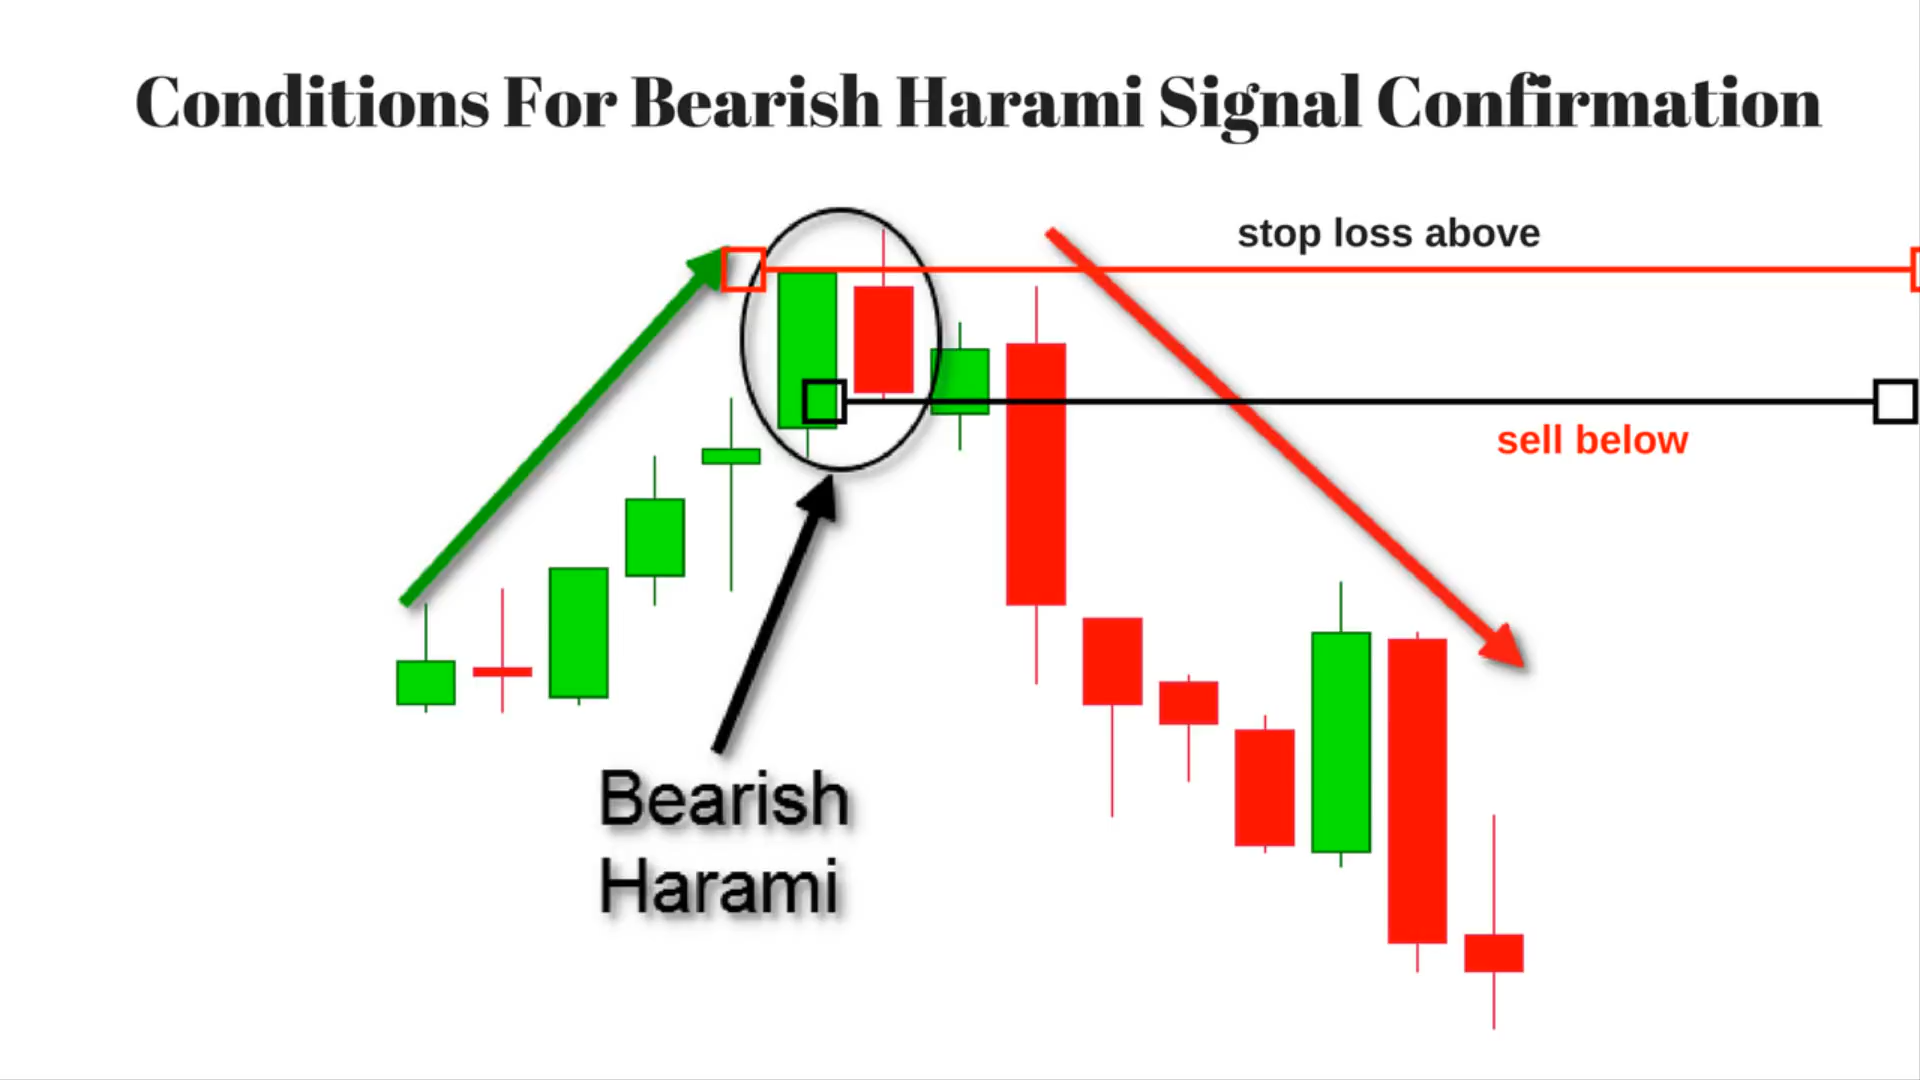 Conditions For Bearish Harami Signal Confirmation
stop loss above
sell below
Bearish
Harami